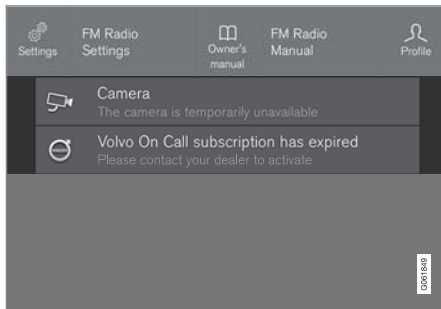 Settings
FM Radio
Settings
Owner's
manual
FM Radio
Manual
Profile
Camera
The camera is temporarily unavailable
Volvo On Call subscription has expired
Please contact your dealer to activate
G061849